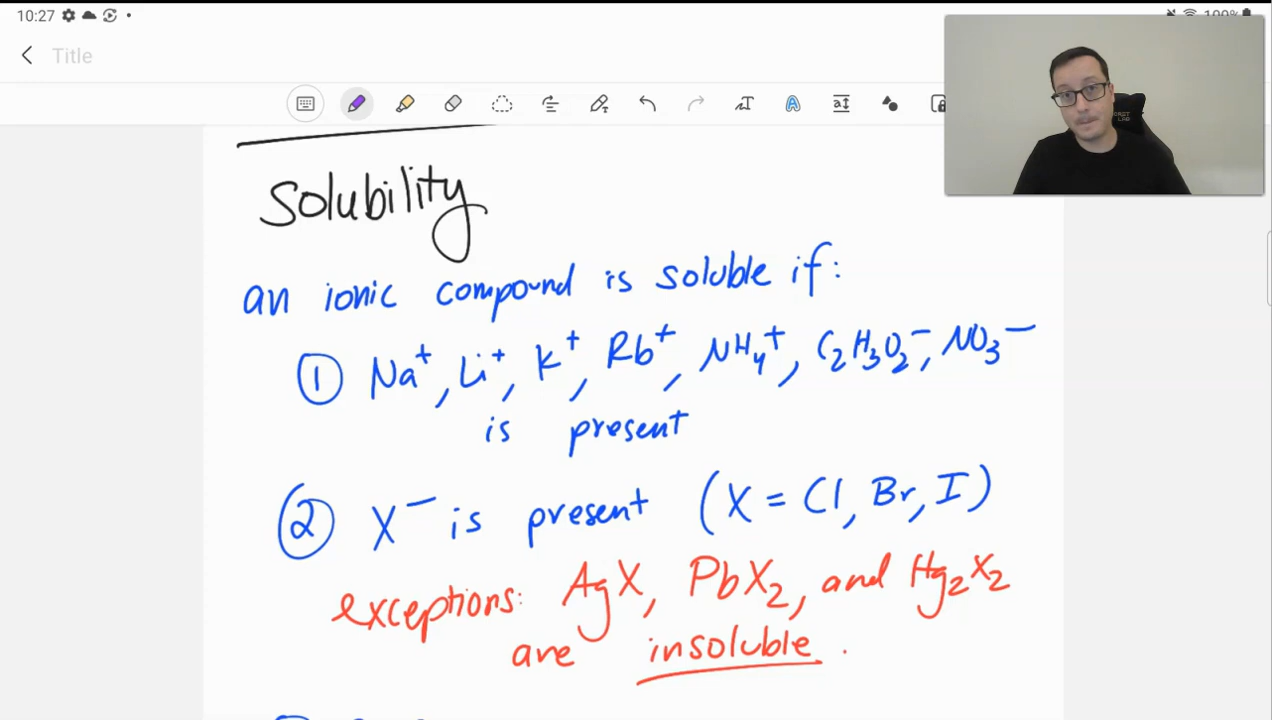 10:27
100%
Title
Solubility
an ionic compound is soluble if:
① Na⁺, Li⁺, K⁺, Rb⁺, NH₄⁺, C₂H₃O₂⁻, NO₃⁻
is present
② X⁻ is present (X = Cl, Br, I)
exceptions: AgX, PbX₂, and Hg₂X₂
are insoluble.